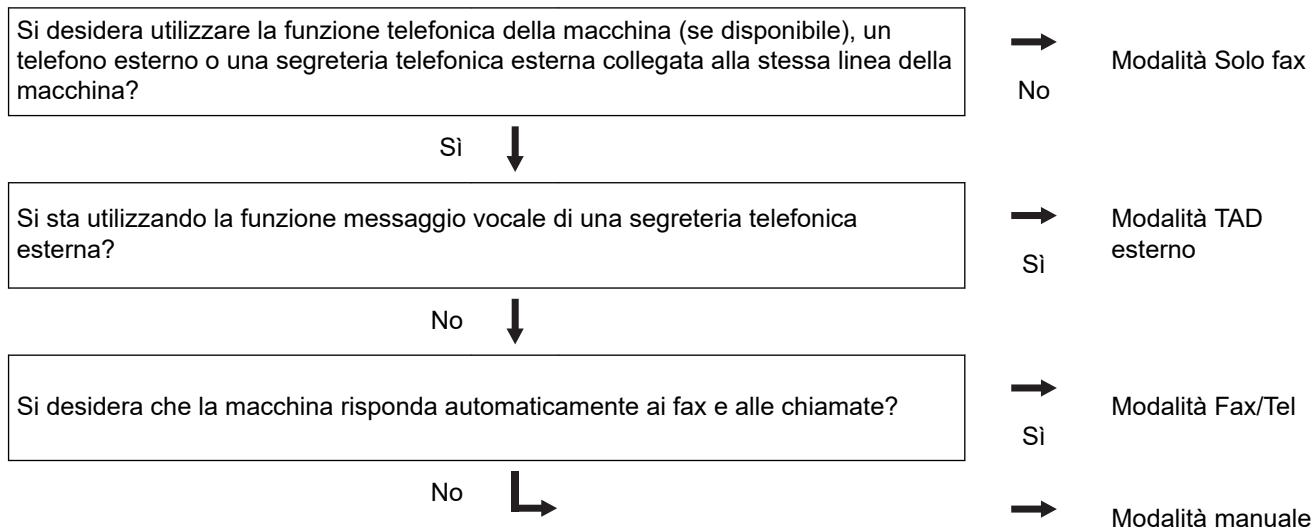 Si desidera utilizzare la funzione telefonica della macchina (se disponibile), un
telefono esterno o una segreteria telefonica esterna collegata alla stessa linea della
macchina?
No
Modalità Solo fax
Sì
Si sta utilizzando la funzione messaggio vocale di una segreteria telefonica
esterna?
Sì
Modalità TAD
esterno
No
Si desidera che la macchina risponda automaticamente ai fax e alle chiamate?
Sì
Modalità Fax/Tel
No
Modalità manuale